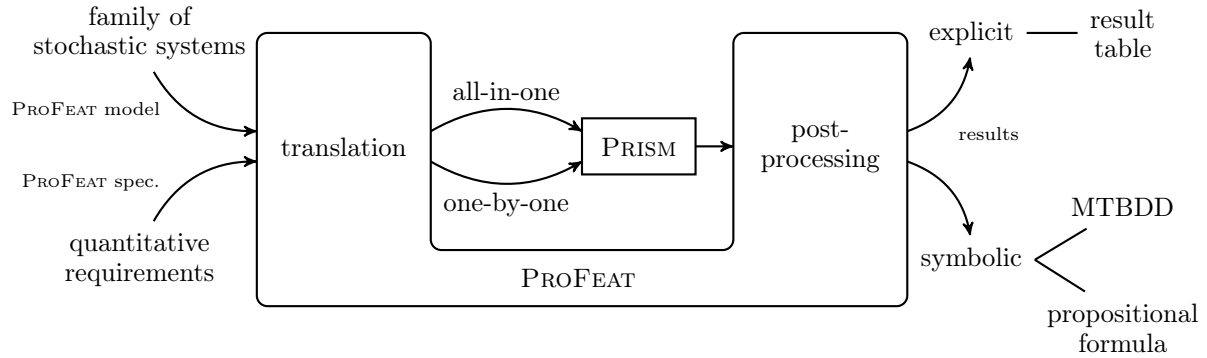 family of
stochastic systems
PROFEAT model
PROFEAT spec.
quantitative
requirements
translation
all-in-one
one-by-one
PRISM
post-
processing
PROFEAT
explicit
result
table
results
symbolic
MTBDD
propositional
formula